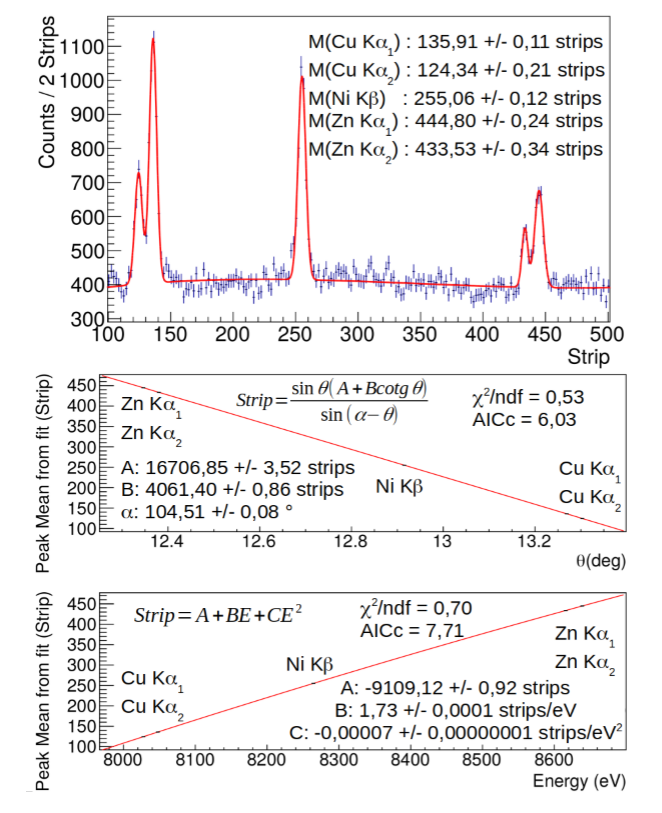 Counts / 2 Strips
1100
1000
900
800
700
600
500
400
300
M(Cu Kα1) : 135,91 +/- 0,11 strips
M(Cu Kα2) : 124,34 +/- 0,21 strips
M(Ni Kβ) : 255,06 +/- 0,12 strips
M(Zn Kα1) : 444,80 +/- 0,24 strips
M(Zn Kα2) : 433,53 +/- 0,34 strips
100 150 200 250 300 350 400 450 500
Strip
Peak Mean from fit (Strip)
450
400
350
300
250
200
150
100
Zn Kα1
Zn Kα2
Strip = sin θ(A + Bcotg θ) / sin (α − θ)
χ2/ndf = 0,53
AICc = 6,03
A: 16706,85 +/- 3,52 strips
B: 4061,40 +/- 0,86 strips
α: 104,51 +/- 0,08 °
Ni Kβ
Cu Kα1
Cu Kα2
12.4 12.6 12.8 13 13.2
θ(deg)
Peak Mean from fit (Strip)
450
400
350
300
250
200
150
100
Strip = A + BE + CE2
χ2/ndf = 0,70
AICc = 7,71
Zn Kα1
Zn Kα2
Ni Kβ
Cu Kα1
Cu Kα2
A: -9109,12 +/- 0,92 strips
B: 1,73 +/- 0,0001 strips/eV
C: -0,00007 +/- 0,00000001 strips/eV2
8000 8100 8200 8300 8400 8500 8600
Energy (eV)